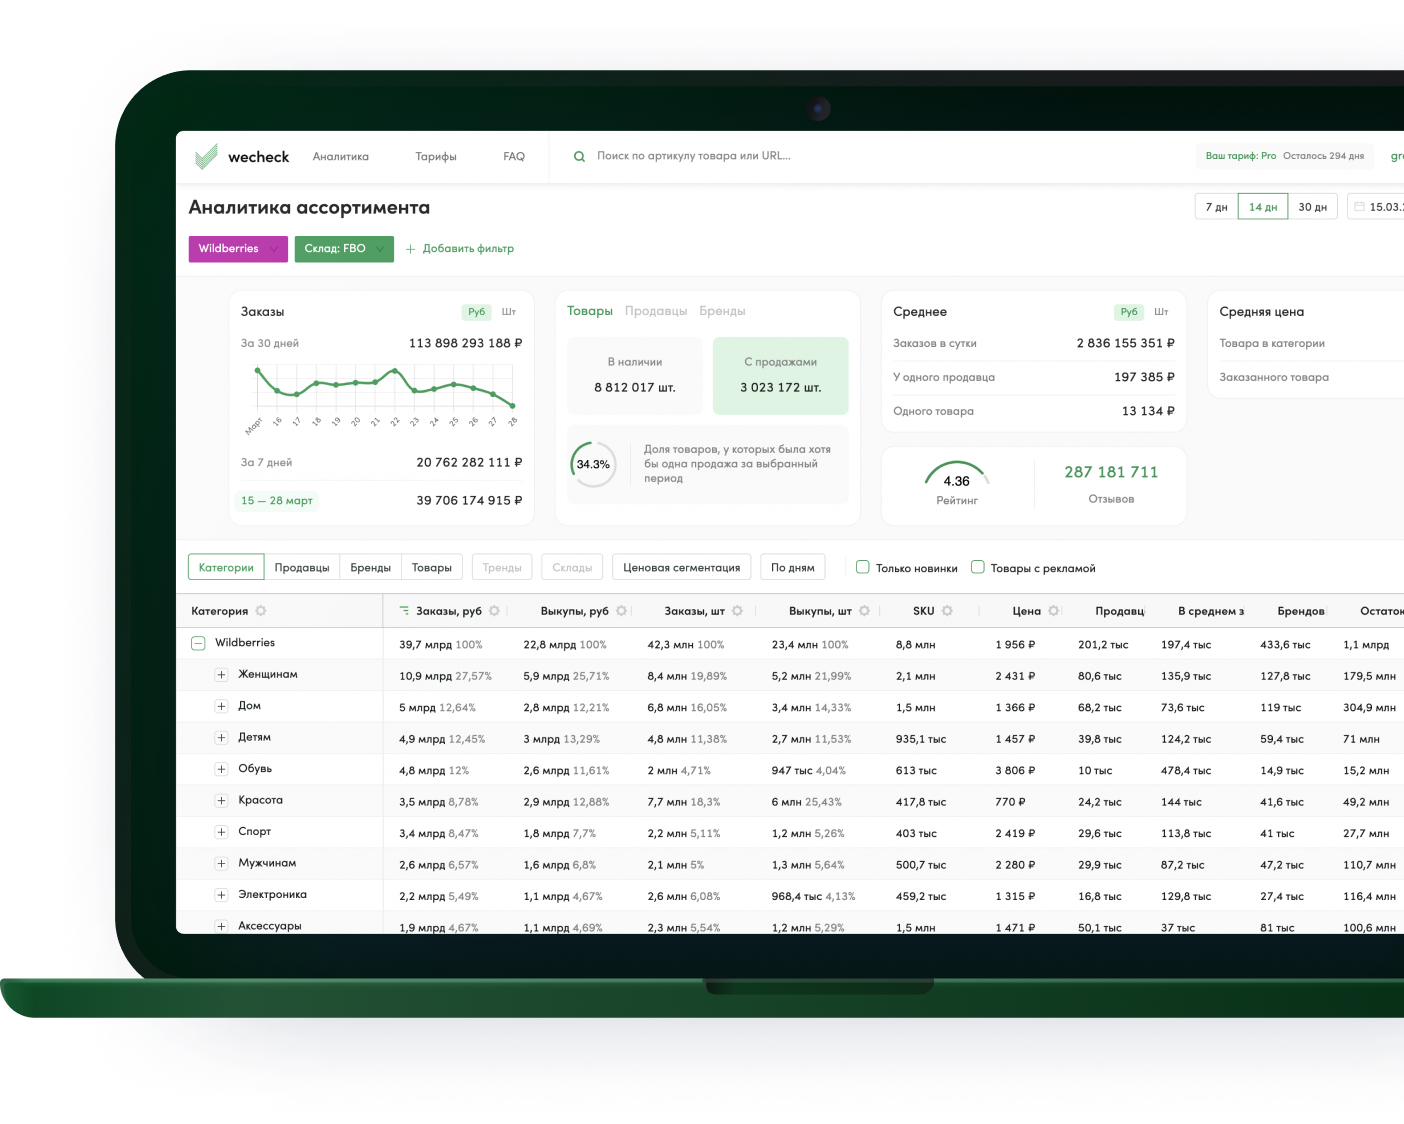 wecheck Аналитика Тарифы FAQ Поиск по артикулу товара или URL... Ваш тариф: Pro Осталось 294 дня
Аналитика ассортимента 7 дн 14 дн 30 дн 15.03.
Wildberries Склад: FBO + Добавить фильтр
Заказы Руб Шт
За 30 дней 113 898 293 188 ₽
Март 16 17 18 19 20 21 22 23 24 25 26 27 28
За 7 дней 20 762 282 111 ₽
15 — 28 март 39 706 174 915 ₽
Товары Продавцы Бренды
В наличии С продажами
8 812 017 шт. 3 023 172 шт.
34.3%
Доля товаров, у которых была хотя
бы одна продажа за выбранный
период
Среднее Руб Шт
Заказов в сутки 2 836 155 351 ₽
У одного продавца 197 385 ₽
Одного товара 13 134 ₽
4.36 287 181 711
Рейтинг Отзывов
Средняя цена
Товара в категории
Заказанного товара
Категории Продавцы Бренды Товары Тренды Склады Ценовая сегментация По дням Только новинки Товары с рекламой
Категория Заказы, руб Выкупы, руб Заказы, шт Выкупы, шт SKU Цена Продавц В среднем з Брендов Остаток
Wildberries 39,7 млрд 100% 22,8 млрд 100% 42,3 млн 100% 23,4 млн 100% 8,8 млн 1 956 ₽ 201,2 тыс 197,4 тыс 433,6 тыс 1,1 млрд
Женщинам 10,9 млрд 27,57% 5,9 млрд 25,71% 8,4 млн 19,89% 5,2 млн 21,99% 2,1 млн 2 431 ₽ 80,6 тыс 135,9 тыс 127,8 тыс 179,5 млн
Дом 5 млрд 12,64% 2,8 млрд 12,21% 6,8 млн 16,05% 3,4 млн 14,33% 1,5 млн 1 366 ₽ 68,2 тыс 73,6 тыс 119 тыс 304,9 млн
Детям 4,9 млрд 12,45% 3 млрд 13,29% 4,8 млн 11,38% 2,7 млн 11,53% 935,1 тыс 1 457 ₽ 39,8 тыс 124,2 тыс 59,4 тыс 71 млн
Обувь 4,8 млрд 12% 2,6 млрд 11,61% 2 млн 4,71% 947 тыс 4,04% 613 тыс 3 806 ₽ 10 тыс 478,4 тыс 14,9 тыс 15,2 млн
Красота 3,5 млрд 8,78% 2,9 млрд 12,88% 7,7 млн 18,3% 6 млн 25,43% 417,8 тыс 770 ₽ 24,2 тыс 144 тыс 41,6 тыс 49,2 млн
Спорт 3,4 млрд 8,47% 1,8 млрд 7,7% 2,2 млн 5,11% 1,2 млн 5,26% 403 тыс 2 419 ₽ 29,6 тыс 113,8 тыс 41 тыс 27,7 млн
Мужчинам 2,6 млрд 6,57% 1,6 млрд 6,8% 2,1 млн 5% 1,3 млн 5,64% 500,7 тыс 2 280 ₽ 29,9 тыс 87,2 тыс 47,2 тыс 110,7 млн
Электроника 2,2 млрд 5,49% 1,1 млрд 4,67% 2,6 млн 6,08% 968,4 тыс 4,13% 459,2 тыс 1 315 ₽ 16,8 тыс 129,8 тыс 27,4 тыс 116,4 млн
Аксессуары 1,9 млрд 4,67% 1,1 млрд 4,69% 2,3 млн 5,54% 1,2 млн 5,29% 1,5 млн 1 471 ₽ 50,1 тыс 37 тыс 81 тыс 100,6 млн